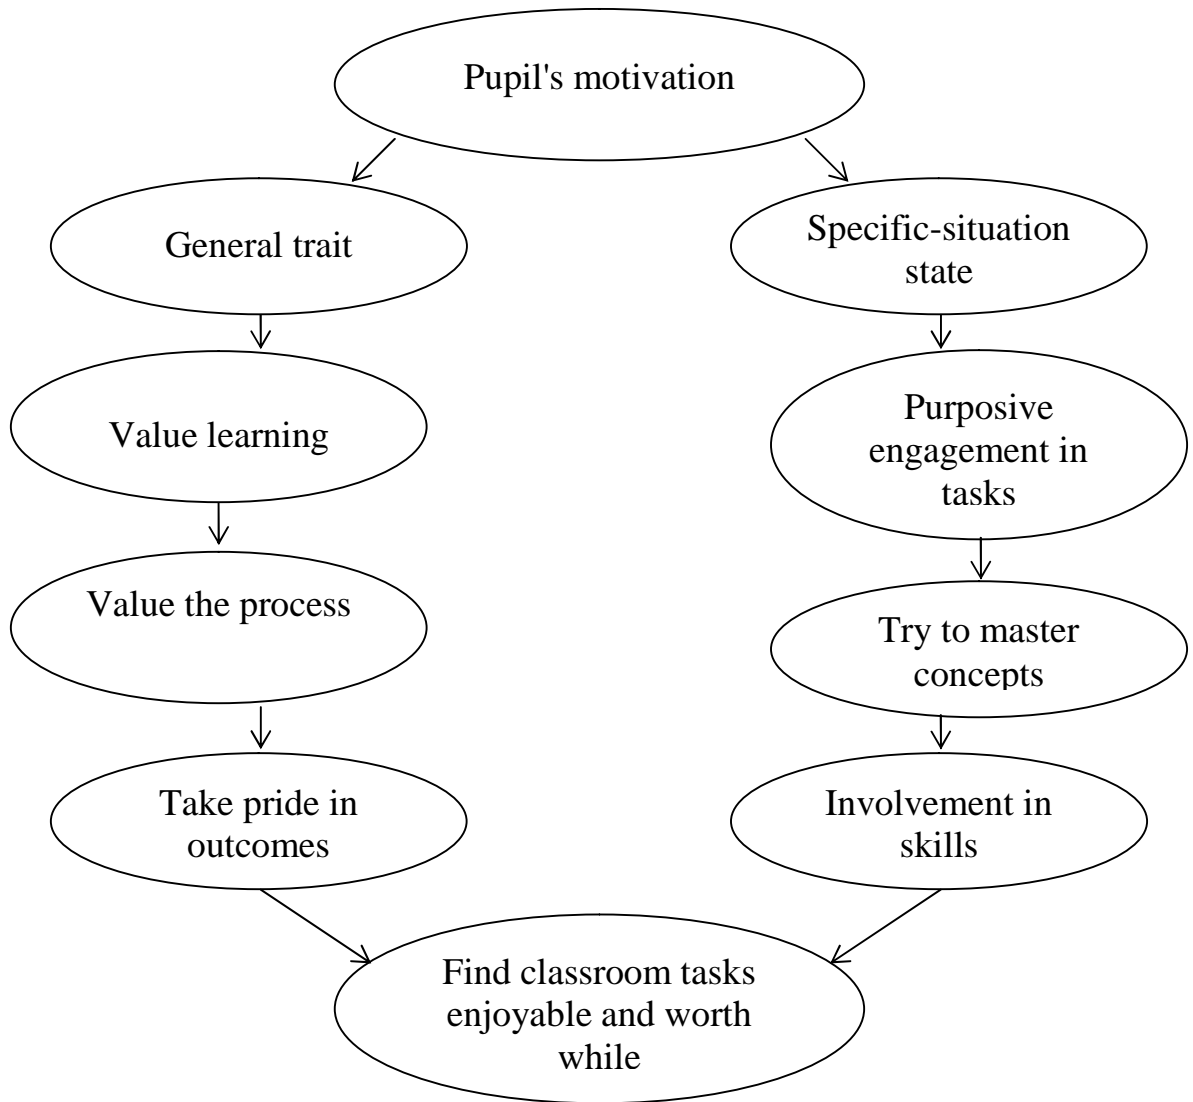 Pupil's motivation
General trait
Specific-situation
state
Value learning
Purposive
engagement in
tasks
Value the process
Try to master
concepts
Take pride in
outcomes
Involvement in
skills
Find classroom tasks
enjoyable and worth
while